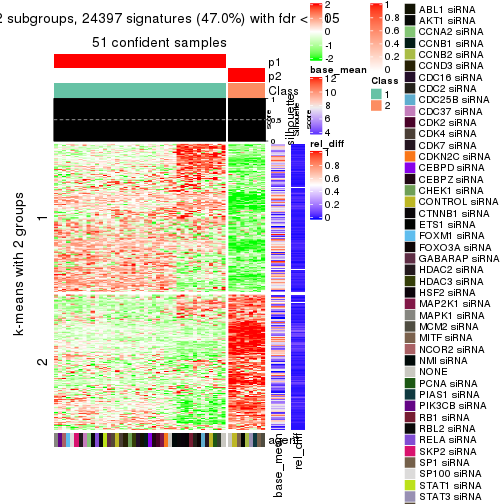 2 subgroups, 24397 signatures (47.0%) with fdr < 0.05
51 confident samples
p1
p2
Class
1
0.5
0
silhouette
score
k-means with 2 groups
1
2
agent
base_mean
rel_diff
2
1
0
-1
-2
base_mean
12
10
8
6
4
rel_diff
1
0.8
0.6
0.4
0.2
0
1
0.8
0.6
0.4
0.2
0
Class
1
2
ABL1 siRNA
AKT1 siRNA
CCNA2 siRNA
CCNB1 siRNA
CCNB2 siRNA
CCND3 siRNA
CDC16 siRNA
CDC2 siRNA
CDC25B siRNA
CDC37 siRNA
CDK2 siRNA
CDK4 siRNA
CDK7 siRNA
CDKN2C siRNA
CEBPD siRNA
CEBPZ siRNA
CHEK1 siRNA
CONTROL siRNA
CTNNB1 siRNA
ETS1 siRNA
FOXM1 siRNA
FOXO3A siRNA
GABARAP siRNA
HDAC2 siRNA
HDAC3 siRNA
HSF2 siRNA
MAP2K1 siRNA
MAPK1 siRNA
MCM2 siRNA
MITF siRNA
NCOR2 siRNA
NMI siRNA
NONE
PCNA siRNA
PIAS1 siRNA
PIK3CB siRNA
RB1 siRNA
RBL2 siRNA
RELA siRNA
SKP2 siRNA
SP1 siRNA
SP100 siRNA
STAT1 siRNA
STAT3 siRNA